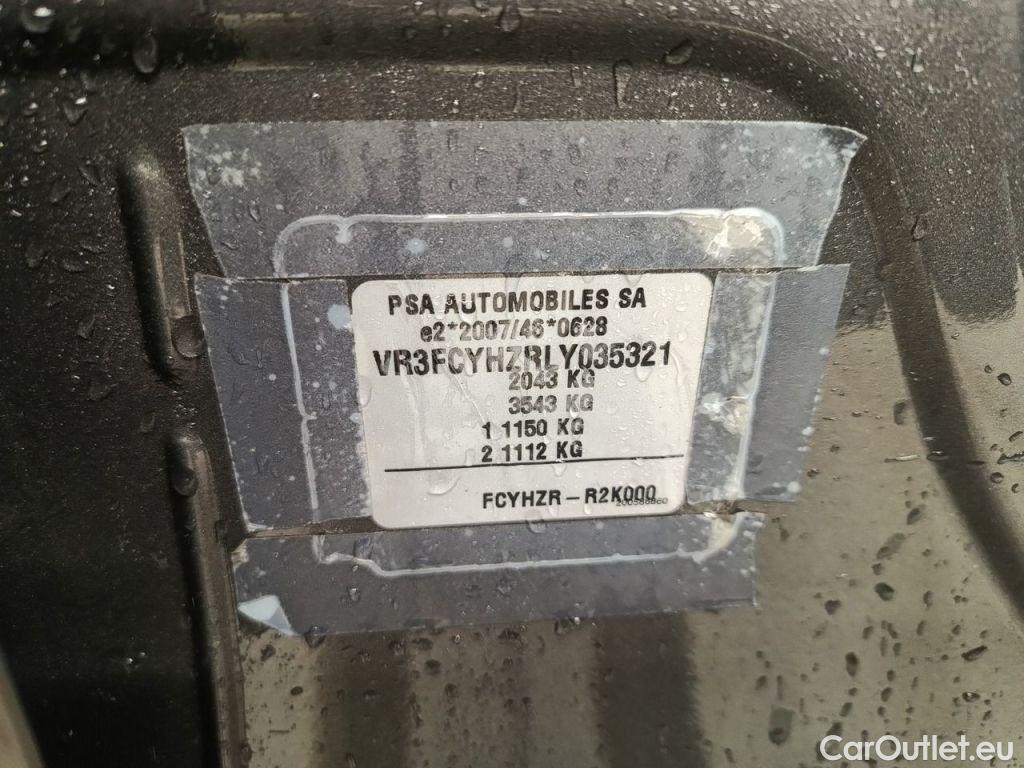 PSA AUTOMOBILES SA
e2*2007/46*0628
VR3FCYHZRLY035321
2043 KG
3543 KG
1 1150 KG
2 1112 KG
FCYHZR - R2K000
CarOutlet.eu